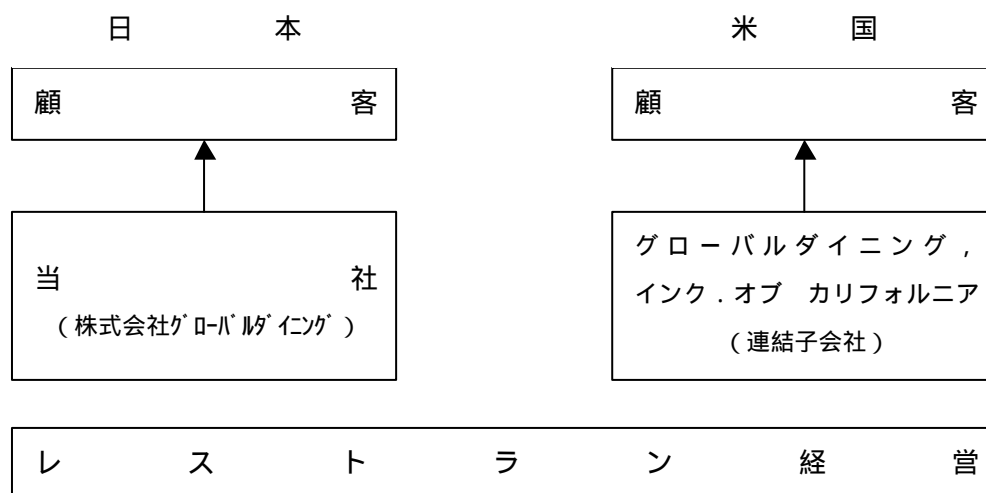 日本
米国
顧客
顧客
当社
（株式会社ｸﾞﾛｰﾊﾞﾙﾀﾞｲﾆﾝｸﾞ）
グローバルダイニング，
インク．オブ カリフォルニア
（連結子会社）
レストラン経営